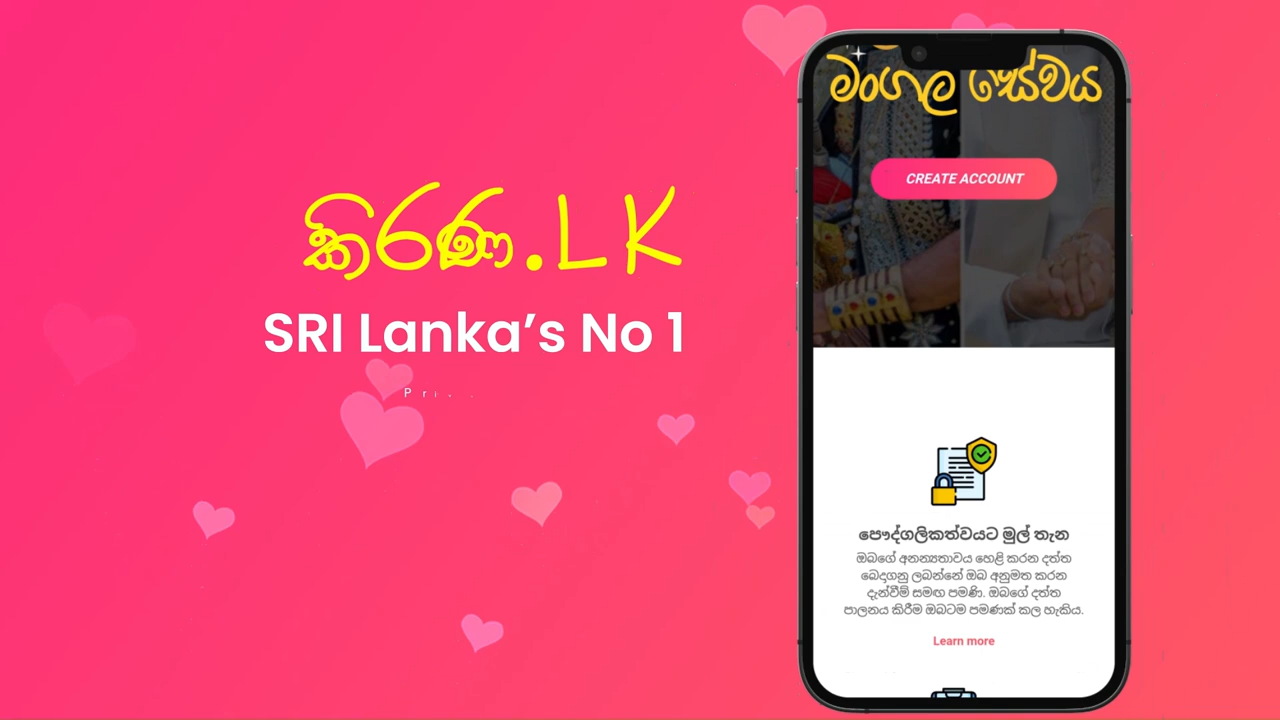 කිරණ.LK
SRI Lanka’s No 1
මංගල සේවය
CREATE ACCOUNT
පෞද්ගලිකත්වයට මුල් තැන
ඔබගේ අනන්‍යතාවය හෙළි කරන දත්ත
බෙදාගනු ලබන්නේ ඔබ අනුමත කරන
දැන්වීම් සමඟ පමණි. ඔබගේ දත්ත
පාලනය කිරීම ඔබටම පමණක් කල හැකිය.
Learn more